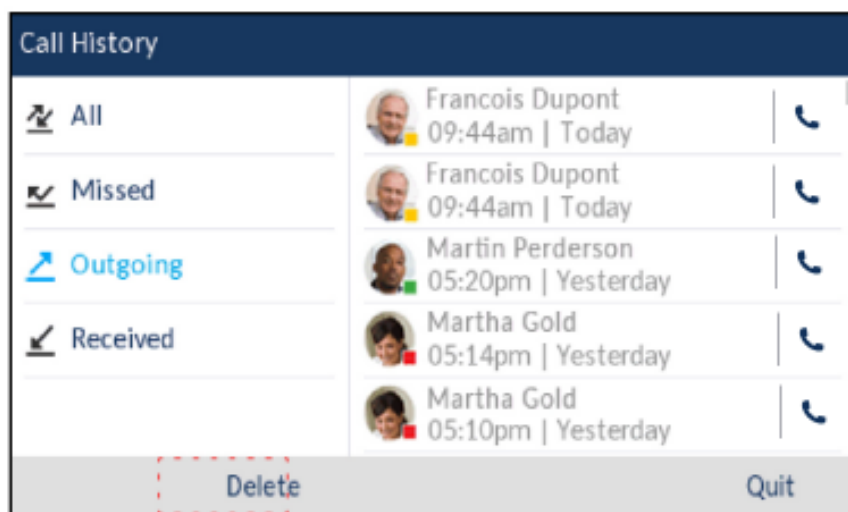 Call History
All
Missed
Outgoing
Received
Francois Dupont
09:44am | Today
Francois Dupont
09:44am | Today
Martin Perderson
05:20pm | Yesterday
Martha Gold
05:14pm | Yesterday
Martha Gold
05:10pm | Yesterday
Delete
Quit